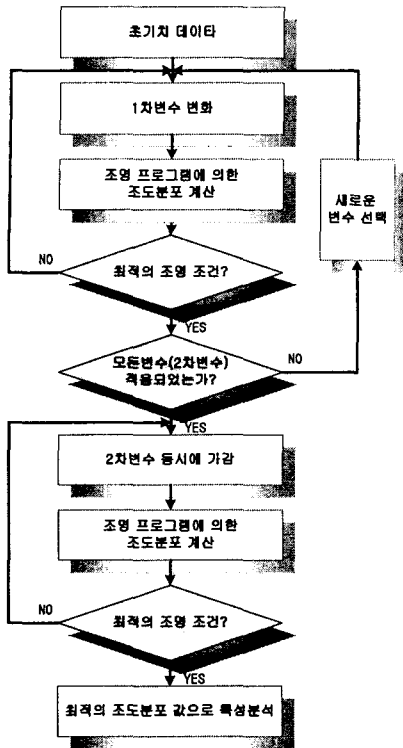 초기치 데이타
1차변수 변화
조명 프로그램에 의한
조도분포 계산
새로운
변수 선택
NO
최적의 조명 조건?
YES
모든변수(2차변수)
적용되었는가?
NO
YES
2차변수 동시에 가감
조명 프로그램에 의한
조도분포 계산
NO
최적의 조명 조건?
YES
최적의 조도분포 값으로 특성분석